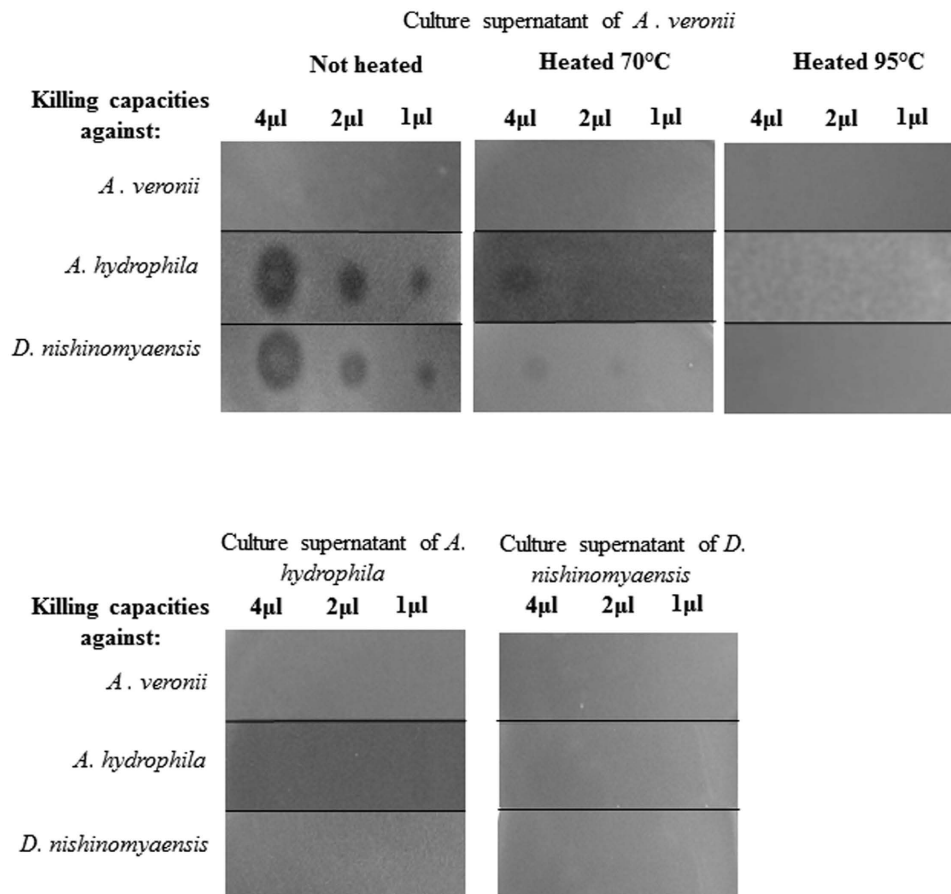 Culture supernatant of A. veronii
Not heated Heated 70°C Heated 95°C
Killing capacities against:
4µl 2µl 1µl 4µl 2µl 1µl 4µl 2µl 1µl
A. veronii
A. hydrophila
D. nishinomyaensis
Culture supernatant of A. hydrophila
Culture supernatant of D. nishinomyaensis
Killing capacities against:
4µl 2µl 1µl 4µl 2µl 1µl
A. veronii
A. hydrophila
D. nishinomyaensis